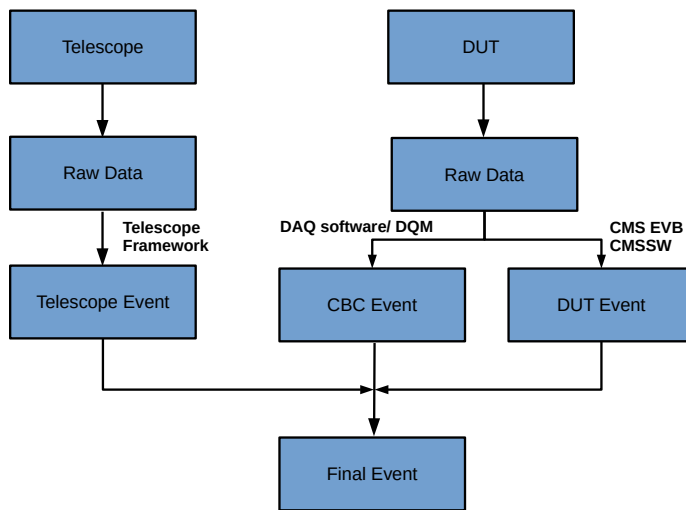 Telescope
DUT
Raw Data
Raw Data
Telescope
Framework
DAQ software/ DQM
CMS EVB
CMSSW
Telescope Event
CBC Event
DUT Event
Final Event